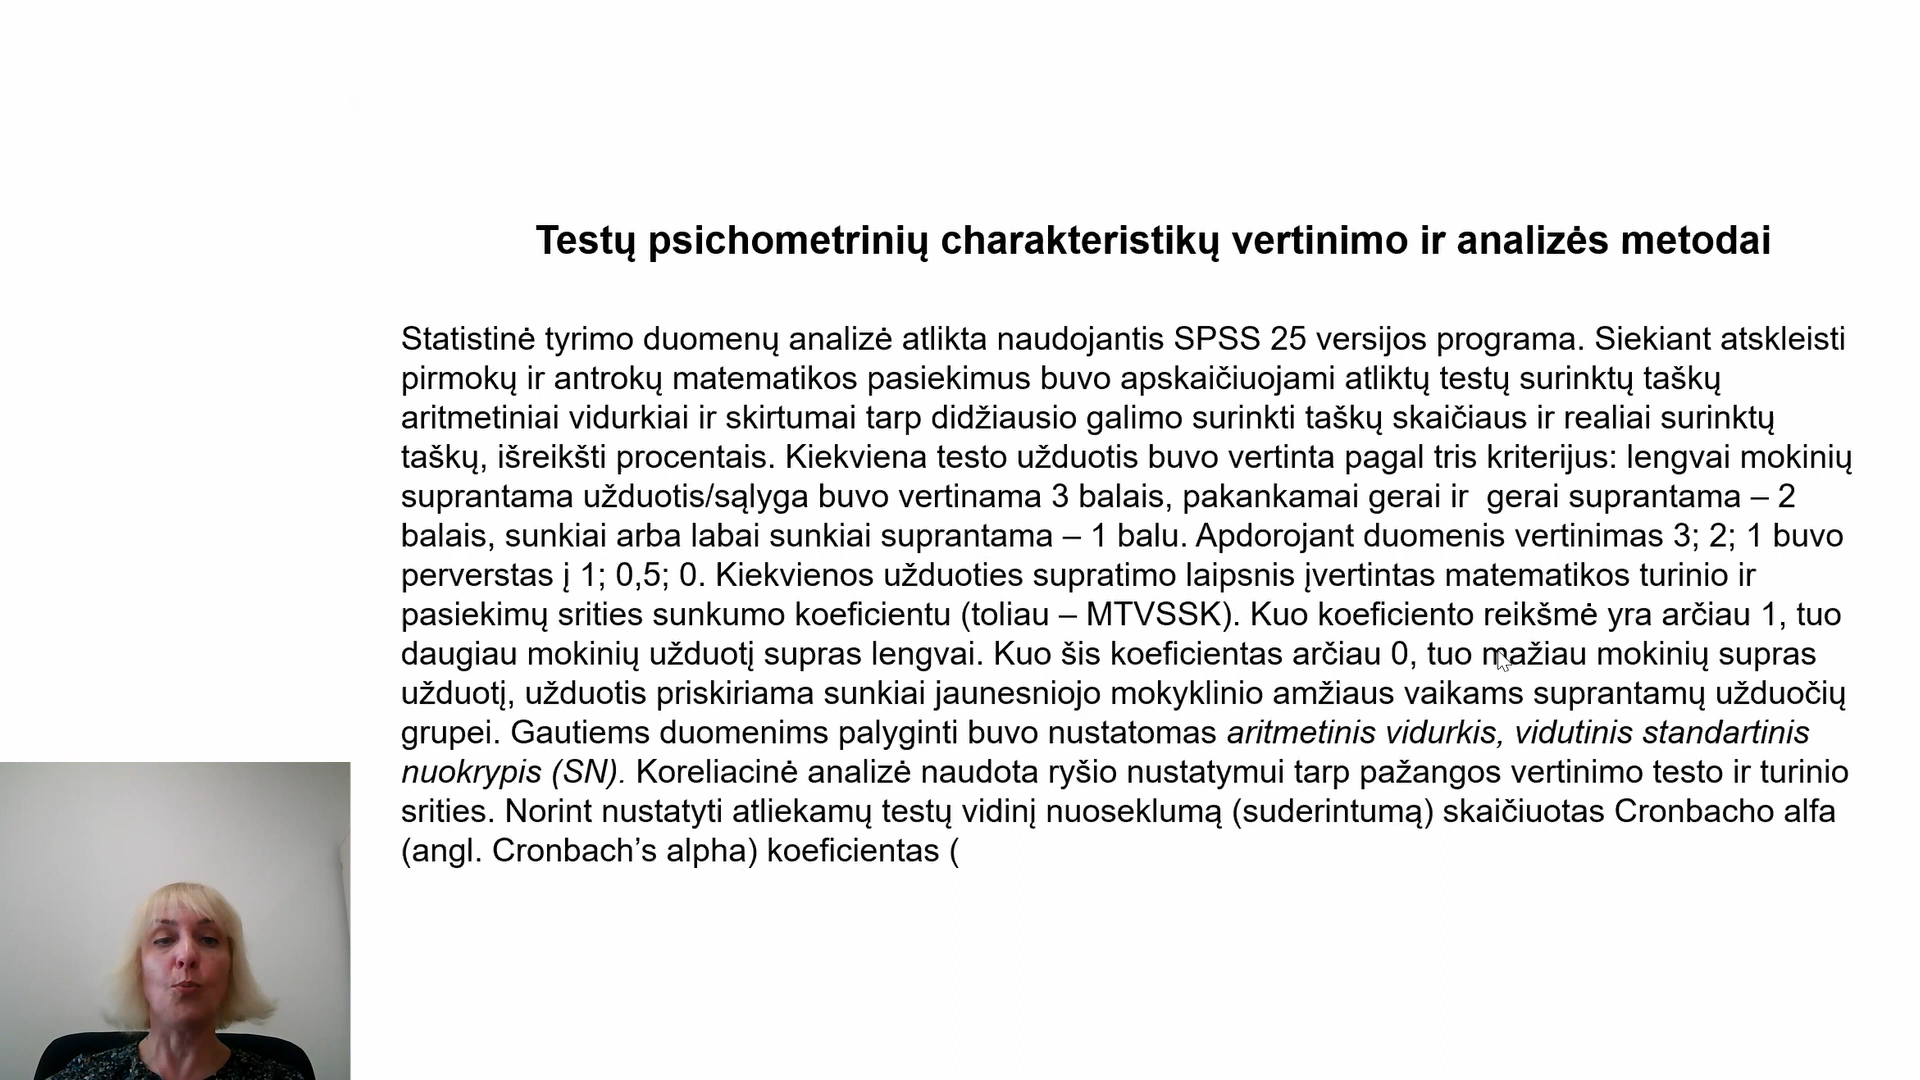 Testų psichometrinių charakteristikų vertinimo ir analizės metodai
Statistinė tyrimo duomenų analizė atlikta naudojantis SPSS 25 versijos programa. Siekiant atskleisti
pirmokų ir antrokų matematikos pasiekimus buvo apskaičiuojami atliktų testų surinktų taškų
aritmetiniai vidurkiai ir skirtumai tarp didžiausio galimo surinkti taškų skaičiaus ir realiai surinktų
taškų, išreikšti procentais. Kiekviena testo užduotis buvo vertinta pagal tris kriterijus: lengvai mokinių
suprantama užduotis/sąlyga buvo vertinama 3 balais, pakankamai gerai ir  gerai suprantama – 2
balais, sunkiai arba labai sunkiai suprantama – 1 balu. Apdorojant duomenis vertinimas 3; 2; 1 buvo
perverstas į 1; 0,5; 0. Kiekvienos užduoties supratimo laipsnis įvertintas matematikos turinio ir
pasiekimų srities sunkumo koeficientu (toliau – MTVSSK). Kuo koeficiento reikšmė yra arčiau 1, tuo
daugiau mokinių užduotį supras lengvai. Kuo šis koeficientas arčiau 0, tuo mažiau mokinių supras
užduotį, užduotis priskiriama sunkiai jaunesniojo mokyklinio amžiaus vaikams suprantamų užduočių
grupei. Gautiems duomenims palyginti buvo nustatomas aritmetinis vidurkis, vidutinis standartinis
nuokrypis (SN). Koreliacinė analizė naudota ryšio nustatymui tarp pažangos vertinimo testo ir turinio
srities. Norint nustatyti atliekamų testų vidinį nuoseklumą (suderintumą) skaičiuotas Cronbacho alfa
(angl. Cronbach’s alpha) koeficientas (